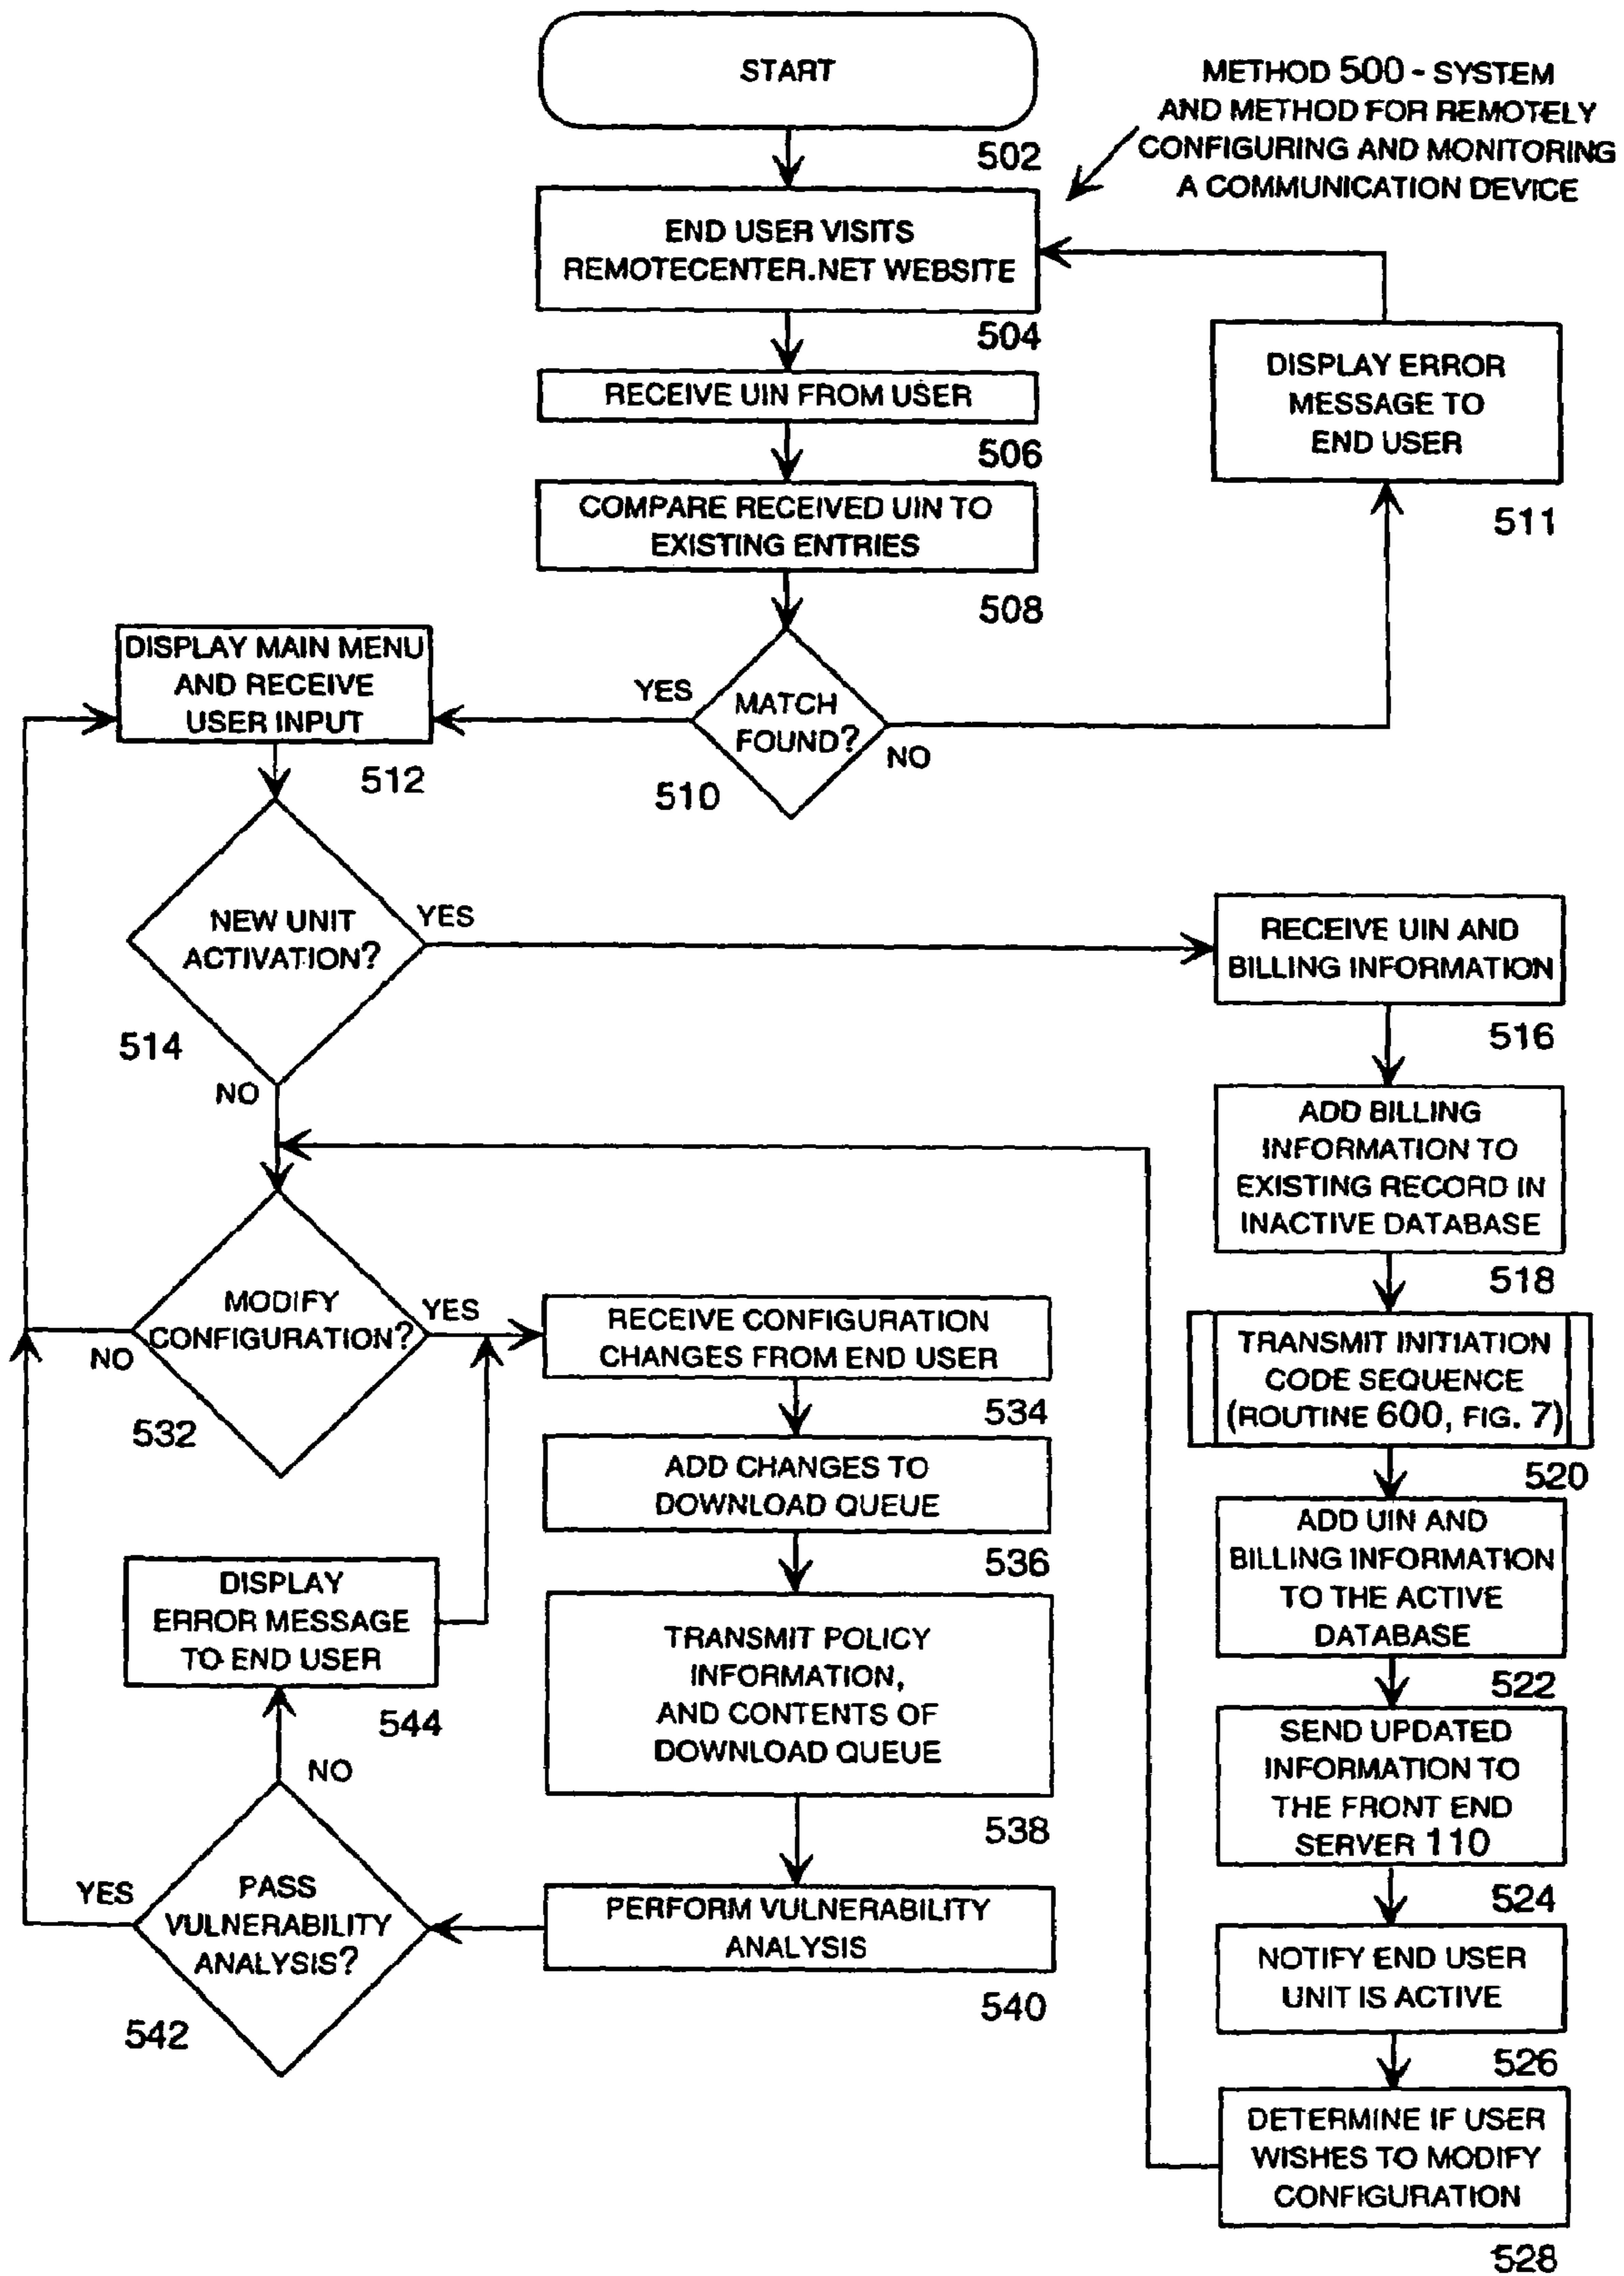 START
METHOD 500 - SYSTEM
AND METHOD FOR REMOTELY
CONFIGURING AND MONITORING
A COMMUNICATION DEVICE
502
END USER VISITS
REMOTECENTER.NET WEBSITE
504
RECEIVE UIN FROM USER
506
COMPARE RECEIVED UIN TO
EXISTING ENTRIES
508
DISPLAY ERROR
MESSAGE TO
END USER
511
MATCH
FOUND?
YES
NO
510
DISPLAY MAIN MENU
AND RECEIVE
USER INPUT
512
NEW UNIT
ACTIVATION?
YES
514
NO
RECEIVE UIN AND
BILLING INFORMATION
516
ADD BILLING
INFORMATION TO
EXISTING RECORD IN
INACTIVE DATABASE
518
TRANSMIT INITIATION
CODE SEQUENCE
(ROUTINE 600, FIG. 7)
520
ADD UIN AND
BILLING INFORMATION
TO THE ACTIVE
DATABASE
522
SEND UPDATED
INFORMATION TO
THE FRONT END
SERVER 110
524
NOTIFY END USER
UNIT IS ACTIVE
526
DETERMINE IF USER
WISHES TO MODIFY
CONFIGURATION
528
MODIFY
CONFIGURATION?
YES
NO
532
RECEIVE CONFIGURATION
CHANGES FROM END USER
534
ADD CHANGES TO
DOWNLOAD QUEUE
536
TRANSMIT POLICY
INFORMATION,
AND CONTENTS OF
DOWNLOAD QUEUE
538
PERFORM VULNERABILITY
ANALYSIS
540
PASS
VULNERABILITY
ANALYSIS?
YES
NO
542
DISPLAY
ERROR MESSAGE
TO END USER
544